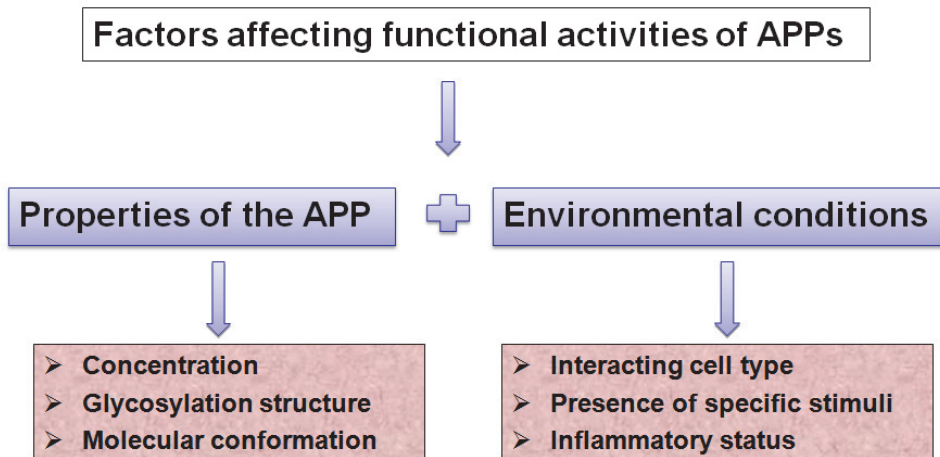 Factors affecting functional activities of APPs
Properties of the APP
Environmental conditions
➢ Concentration
➢ Glycosylation structure
➢ Molecular conformation
➢ Interacting cell type
➢ Presence of specific stimuli
➢ Inflammatory status